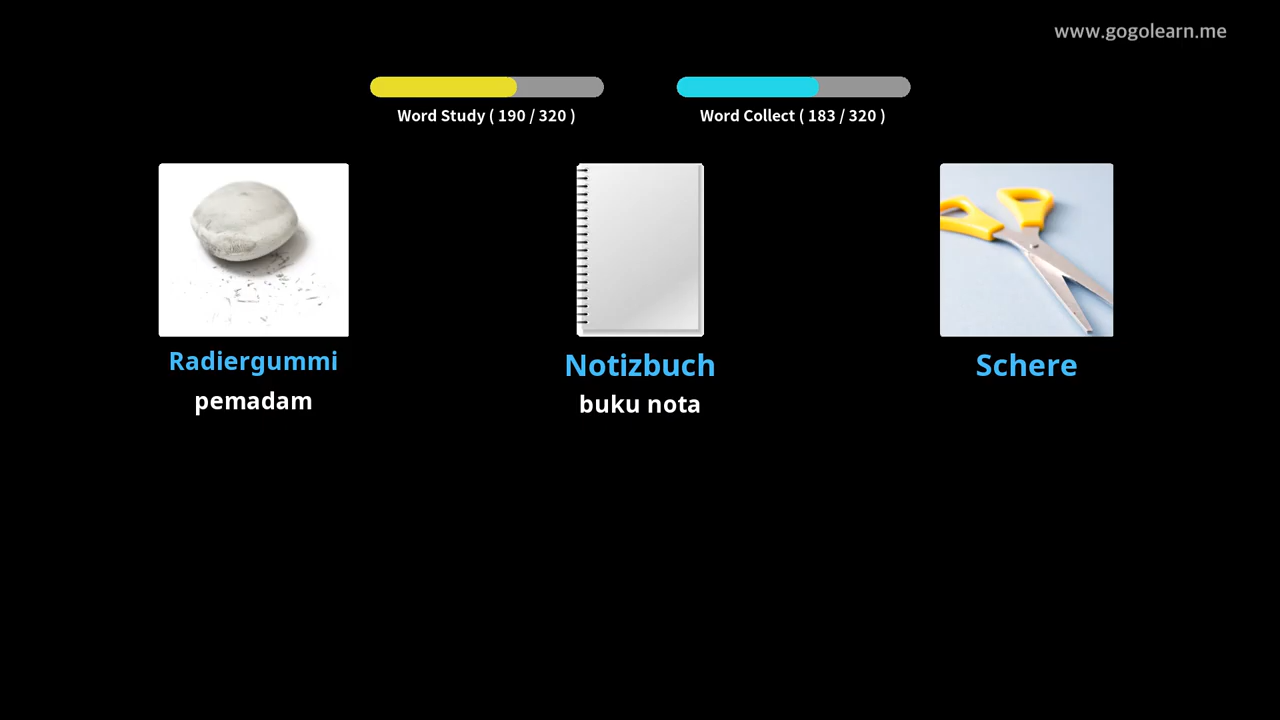 www.gogolearn.me
Word Study ( 190 / 320 )
Word Collect ( 183 / 320 )
Radiergummi
pemadam
Notizbuch
buku nota
Schere